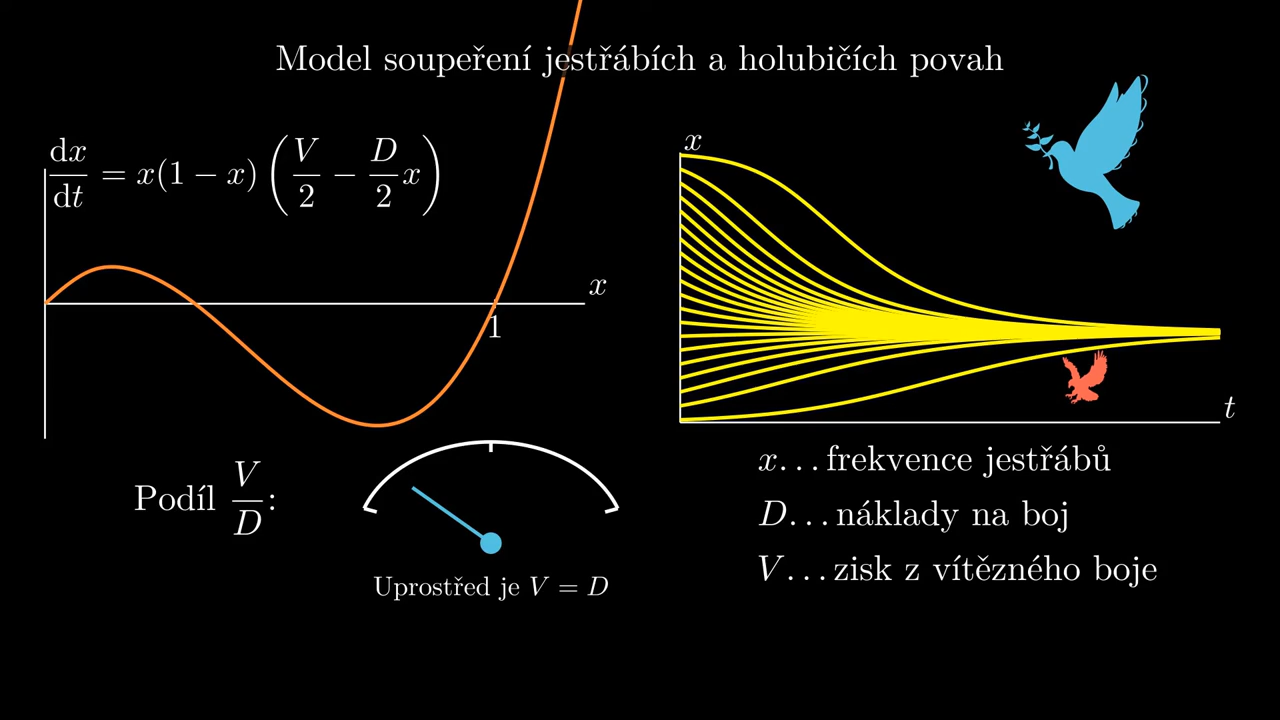 Model soupeření jestřábích a holubičích povah
dx/dt = x(1 − x) (V/2 − D/2 x)
x
1
x
t
Podíl V/D:
Uprostřed je V = D
x...frekvence jestřábů
D...náklady na boj
V...zisk z vítězného boje